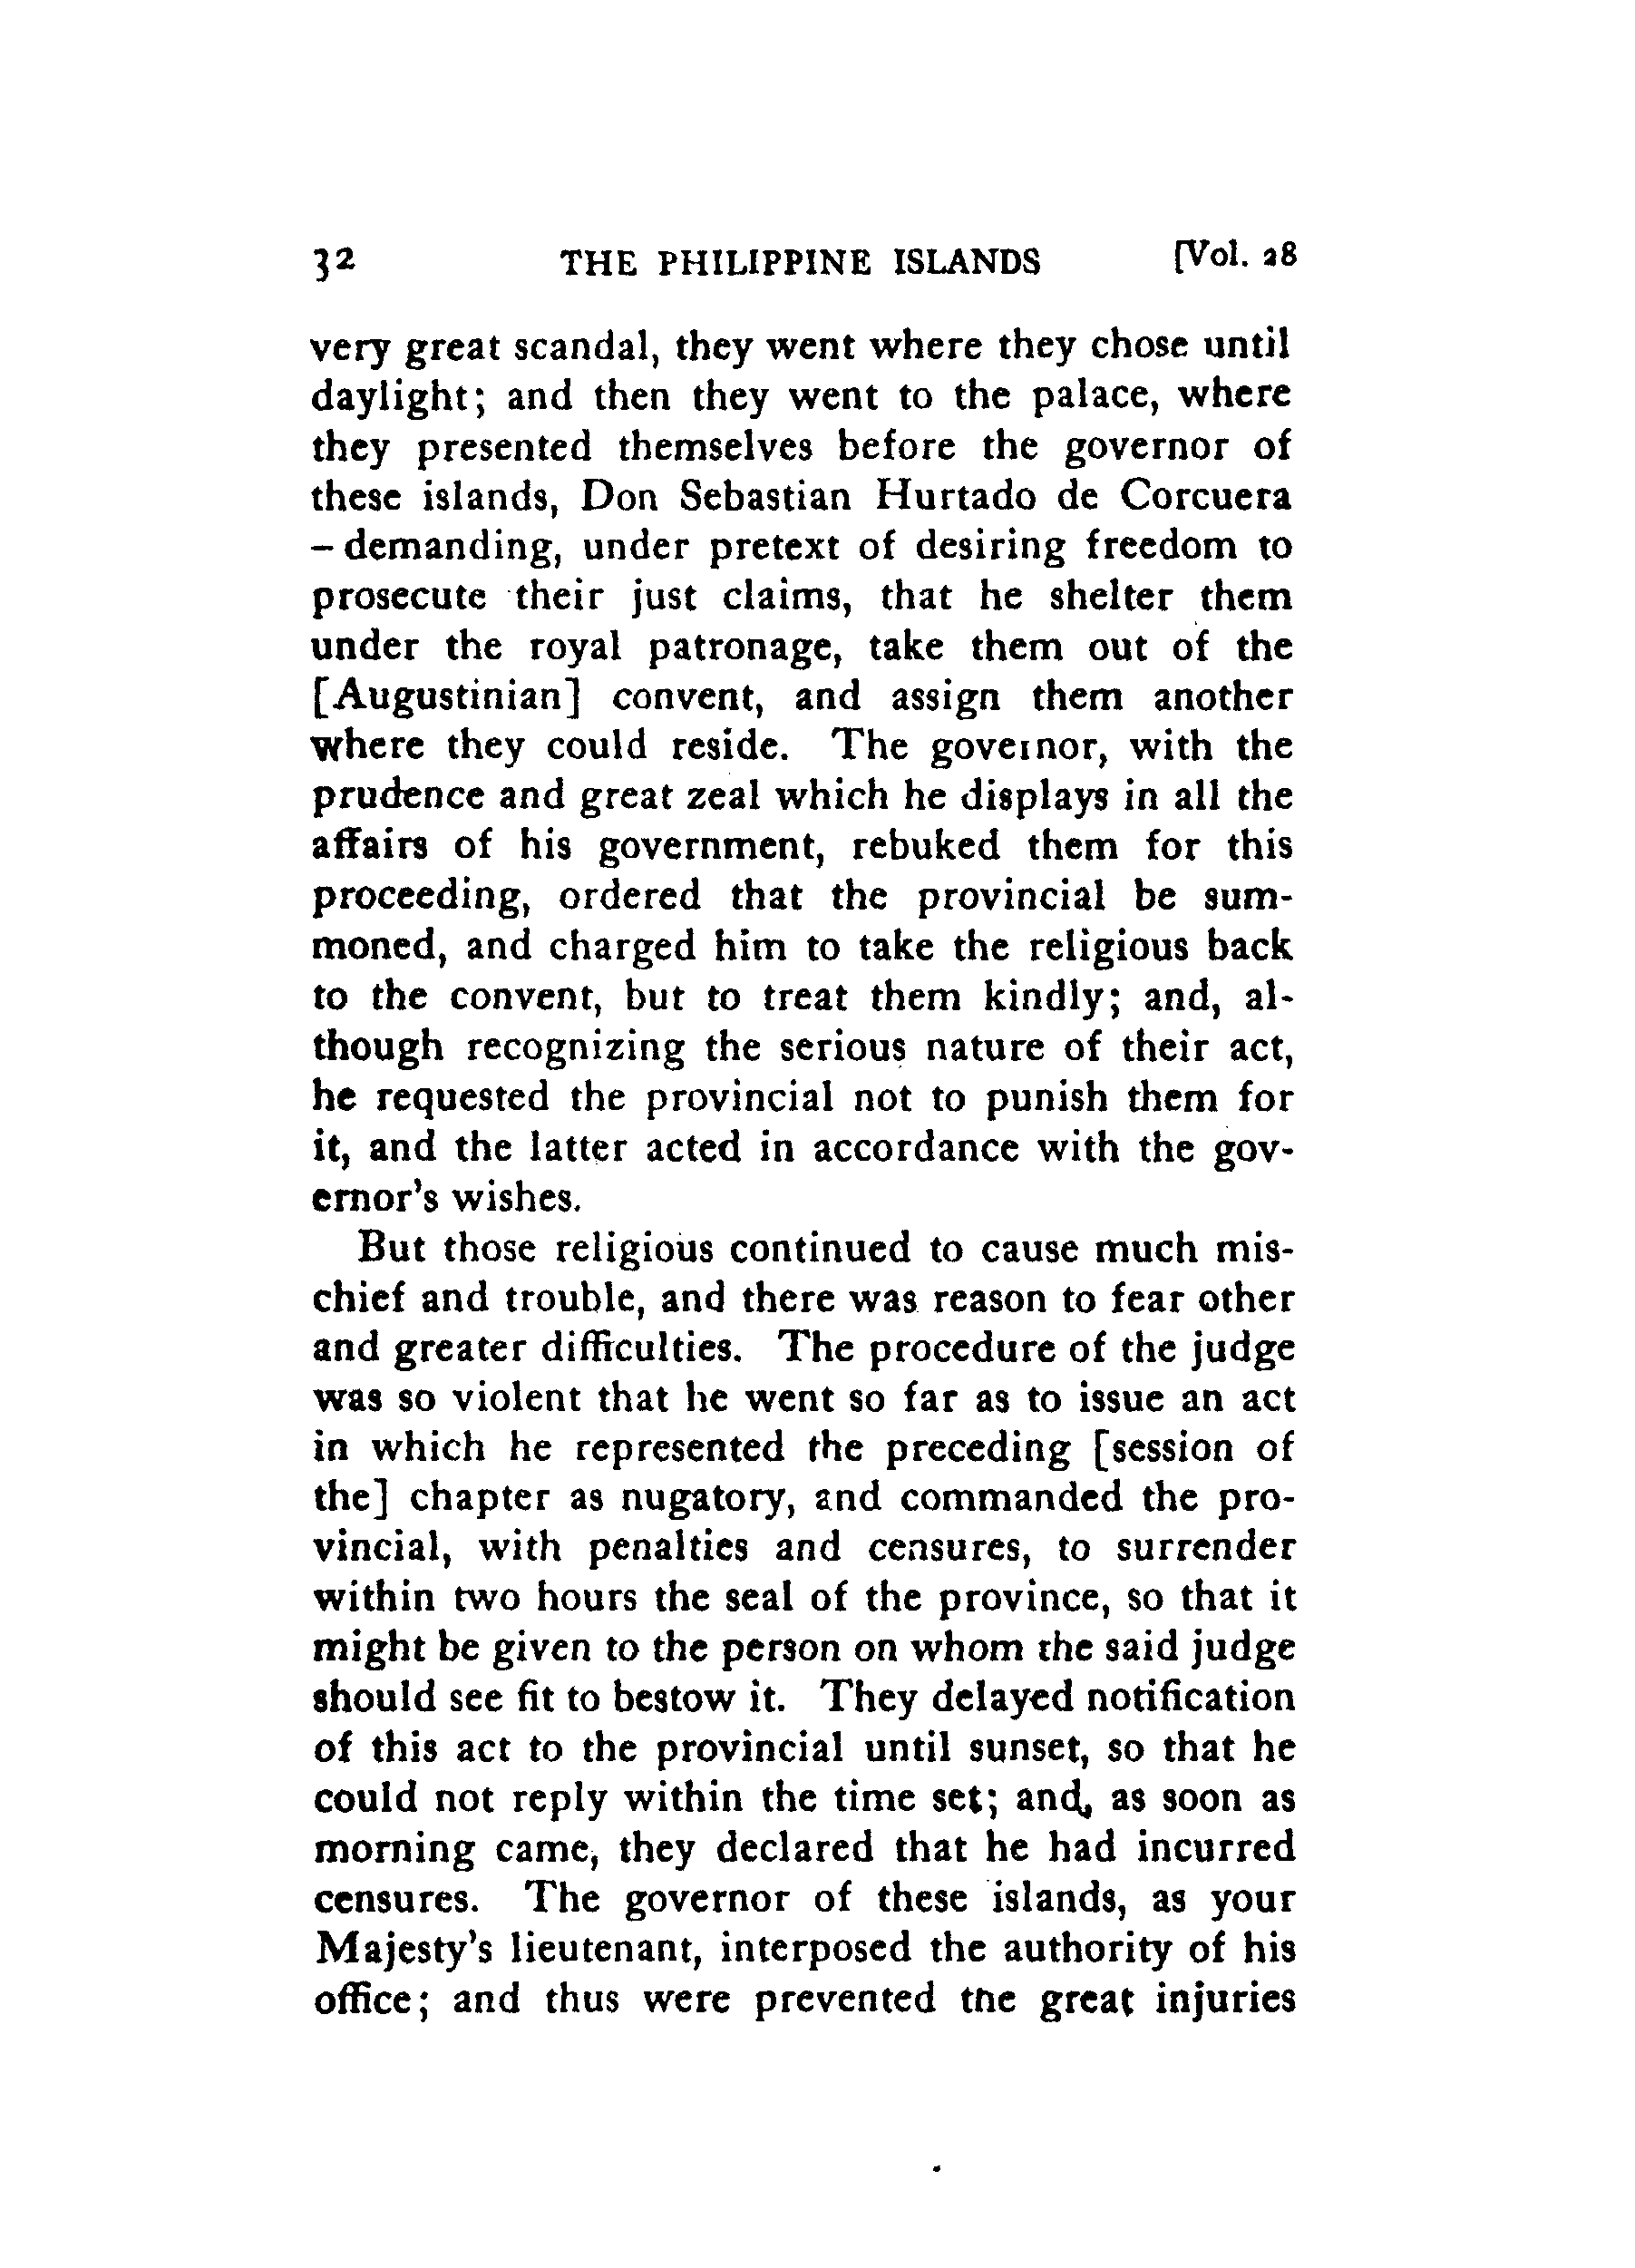 32 THE PHILIPPINE ISLANDS [Vol. 28
very great scandal, they went where they chose until
daylight; and then they went to the palace, where
they presented themselves before the governor of
these islands, Don Sebastian Hurtado de Corcuera
– demanding, under pretext of desiring freedom to
prosecute their just claims, that he shelter them
under the royal patronage, take them out of the
[Augustinian] convent, and assign them another
where they could reside. The governor, with the
prudence and great zeal which he displays in all the
affairs of his government, rebuked them for this
proceeding, ordered that the provincial be sum-
moned, and charged him to take the religious back
to the convent, but to treat them kindly; and, al-
though recognizing the serious nature of their act,
he requested the provincial not to punish them for
it, and the latter acted in accordance with the gov-
ernor's wishes.
But those religious continued to cause much mis-
chief and trouble, and there was reason to fear other
and greater difficulties. The procedure of the judge
was so violent that he went so far as to issue an act
in which he represented the preceding [session of
the] chapter as nugatory, and commanded the pro-
vincial, with penalties and censures, to surrender
within two hours the seal of the province, so that it
might be given to the person on whom the said judge
should see fit to bestow it. They delayed notification
of this act to the provincial until sunset, so that he
could not reply within the time set; and, as soon as
morning came, they declared that he had incurred
censures. The governor of these islands, as your
Majesty's lieutenant, interposed the authority of his
office; and thus were prevented the great injuries